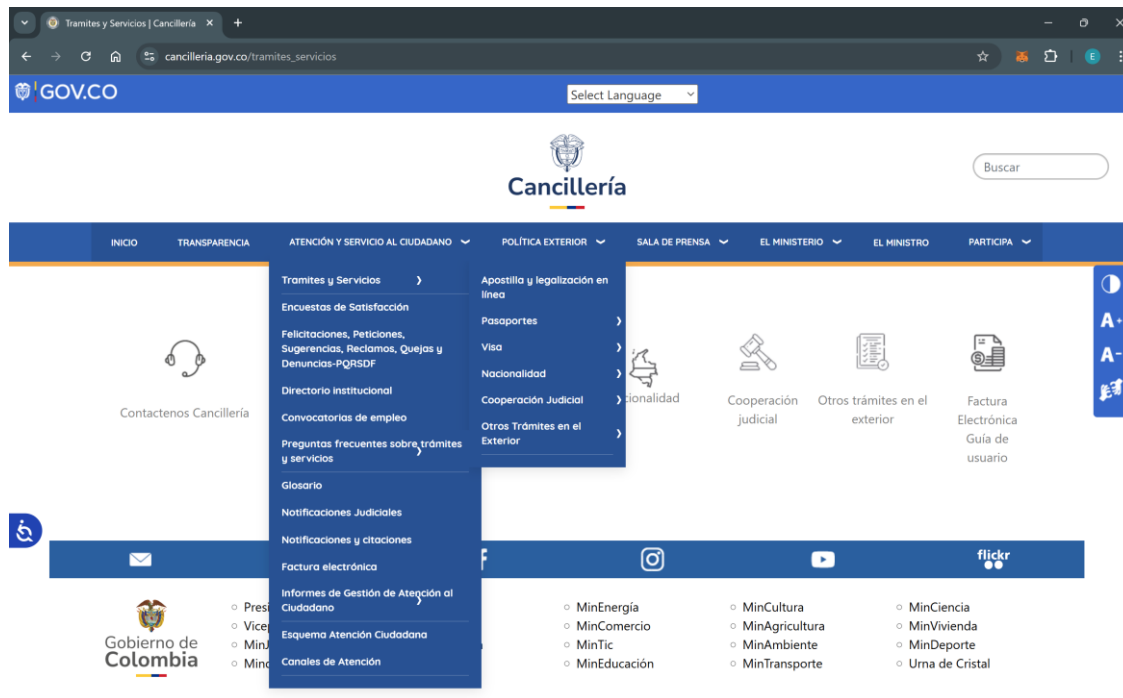 Tramites y Servicios | Cancillería
cancilleria.gov.co/tramites_servicios
E
GOV.CO
Select Language
Cancillería
Buscar
INICIO
TRANSPARENCIA
ATENCIÓN Y SERVICIO AL CIUDADANO
POLÍTICA EXTERIOR
SALA DE PRENSA
EL MINISTERIO
EL MINISTRO
PARTICIPA
Tramites y Servicios
Encuestas de Satisfacción
Felicitaciones, Peticiones,
Sugerencias, Reclamos, Quejas y
Denuncias-PQRSDF
Directorio institucional
Convocatorias de empleo
Preguntas frecuentes sobre trámites
y servicios
Glosario
Notificaciones Judiciales
Notificaciones y citaciones
Factura electrónica
Informes de Gestión de Atención al
Ciudadano
Esquema Atención Ciudadana
Canales de Atención
Apostilla y legalización en
línea
Pasaportes
Visa
Nacionalidad
Cooperación Judicial
Otros Trámites en el
Exterior
A+
A-
Contactenos Cancillería
cionalidad
Cooperación
judicial
Otros trámites en el
exterior
Factura
Electrónica
Guía de
usuario
flickr
Gobierno de
Colombia
Presi
Vicep
MinJ
Minc
MinEnergía
MinComercio
MinTic
MinEducación
MinCultura
MinAgricultura
MinAmbiente
MinTransporte
MinCiencia
MinVivienda
MinDeporte
Urna de Cristal